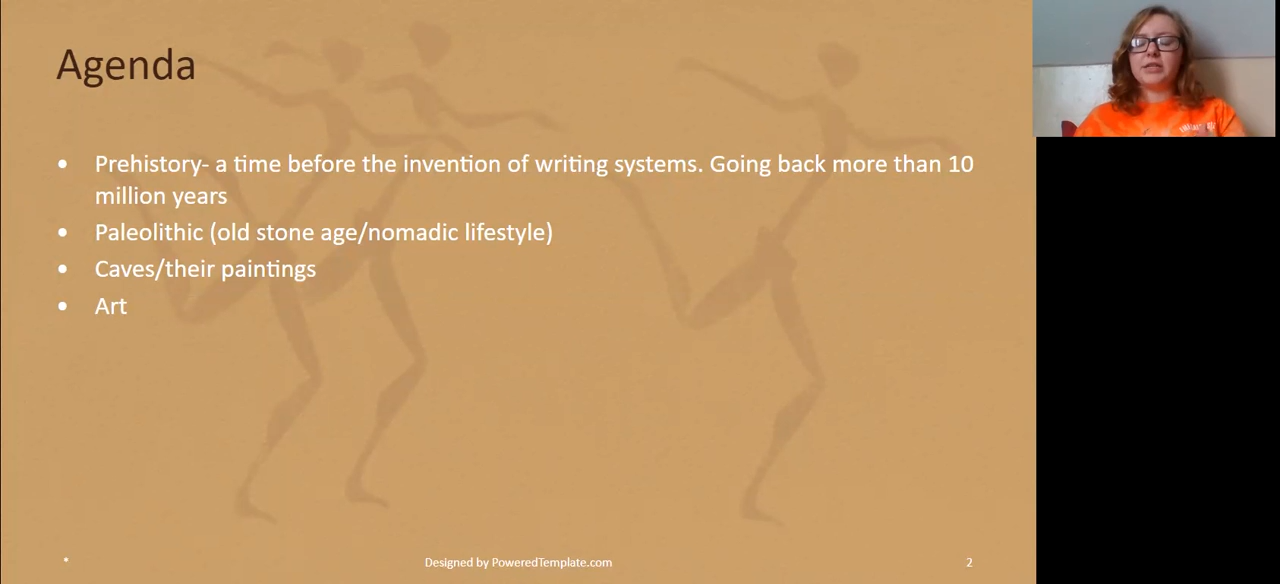 Agenda
• Prehistory- a time before the invention of writing systems. Going back more than 10
million years
• Paleolithic (old stone age/nomadic lifestyle)
• Caves/their paintings
• Art
• Designed by PoweredTemplate.com 2